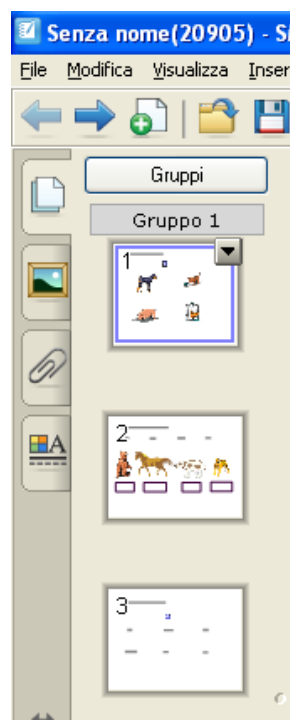 Senza nome(20905) - S
File Modifica Visualizza Inser
Gruppi
Gruppo 1
1
2
3